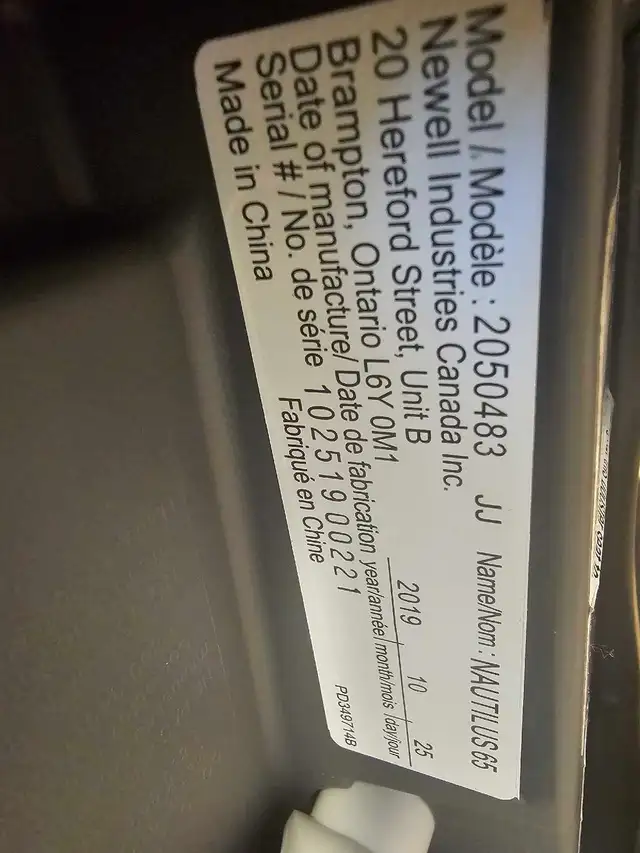 Model / Modèle : 2050483 JJ Name/Nom : NAUTILUS 65
Newell Industries Canada Inc.
20 Hereford Street, Unit B
Brampton, Ontario L6Y 0M1 2019 10 25
Date of manufacture/ Date de fabrication year/année month/mois day/jour
Serial # / No. de série 102519 00221
Made in China Fabriqué en Chine PD349714B